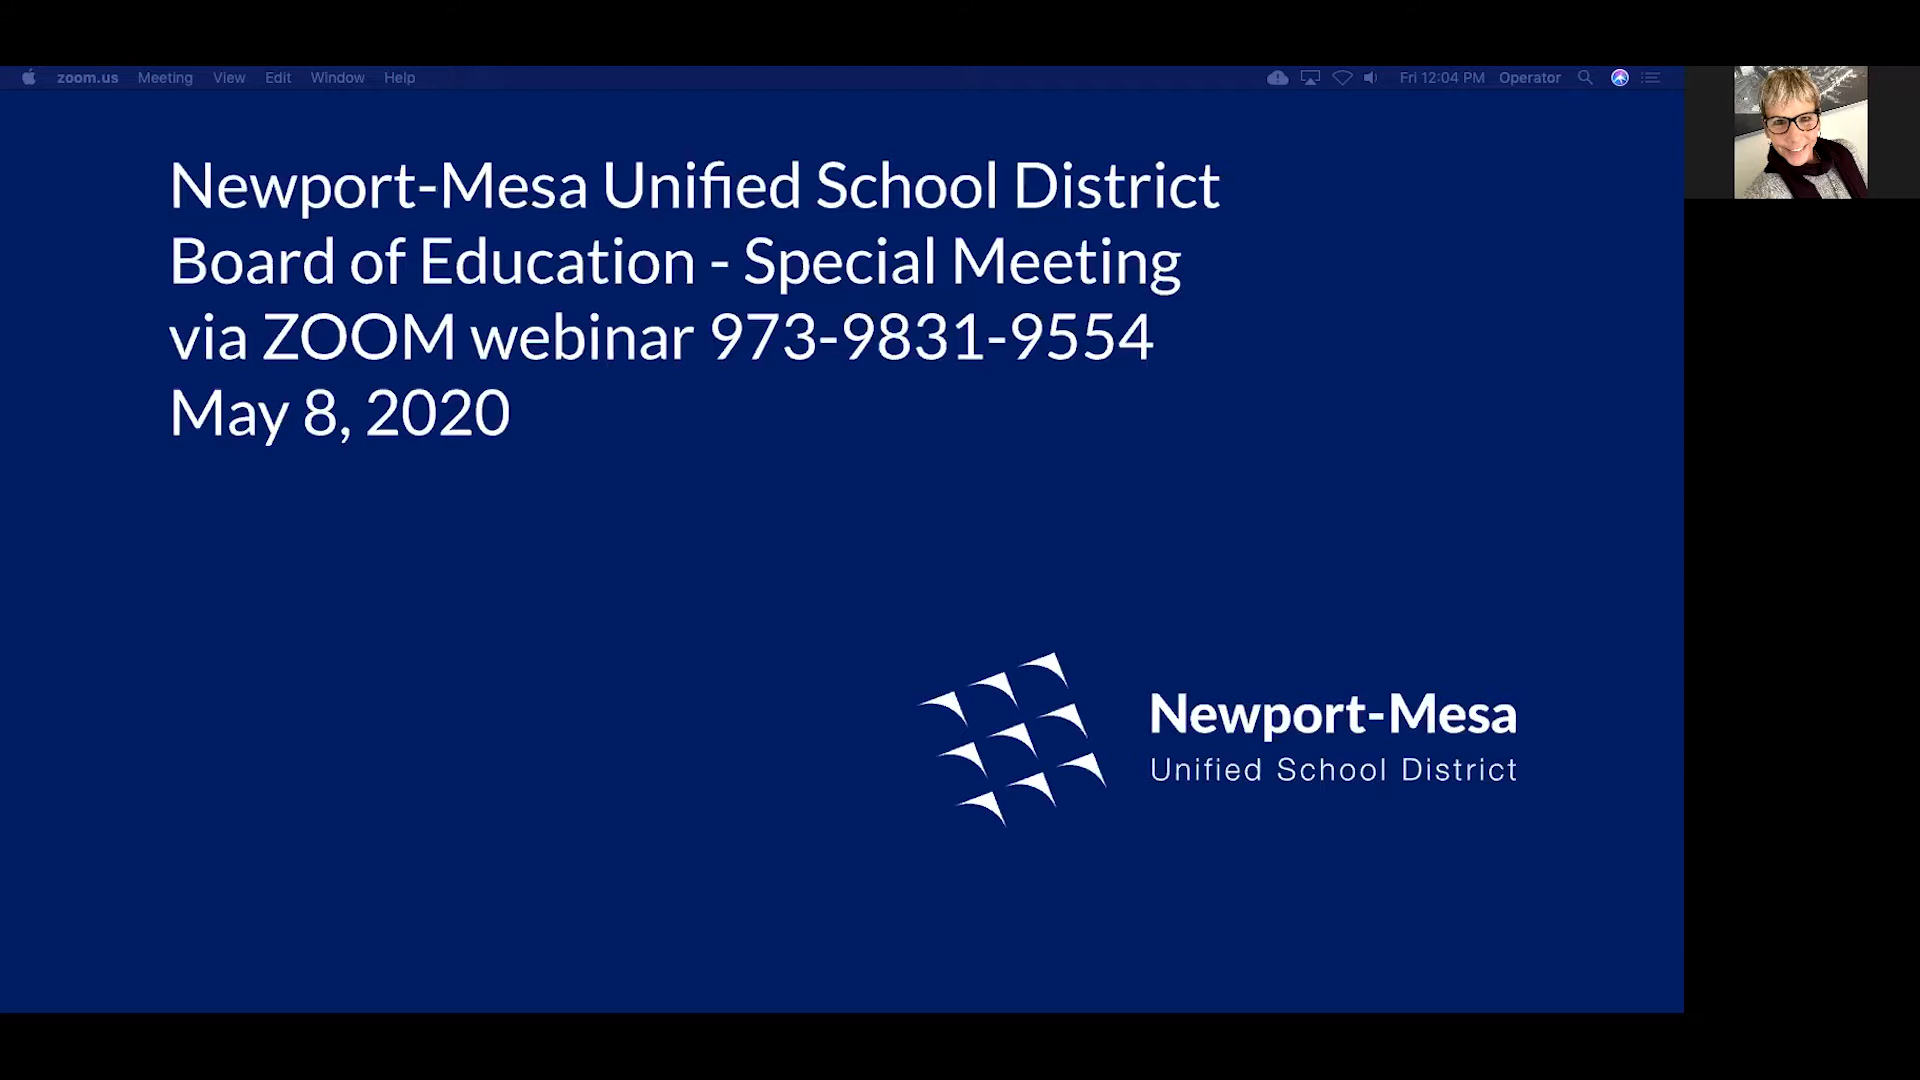 zoom.us Meeting View Edit Window Help Fri 12:04 PM Operator
Newport-Mesa Unified School District
Board of Education - Special Meeting
via ZOOM webinar 973-9831-9554
May 8, 2020
Newport-Mesa
Unified School District